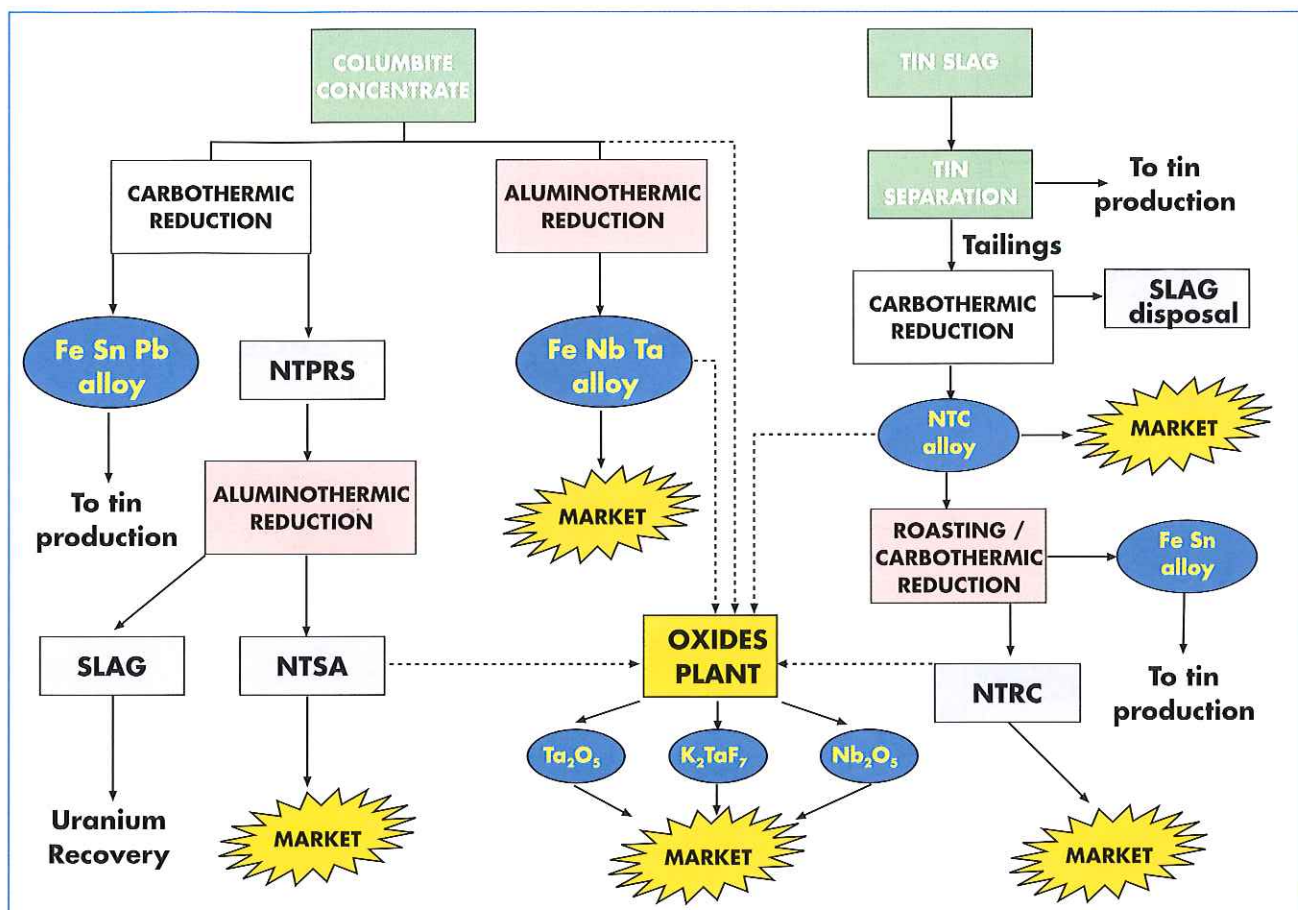 COLUMBITE
CONCENTRATE
TIN SLAG
CARBOTHERMIC
REDUCTION
ALUMINOTHERMIC
REDUCTION
TIN
SEPARATION
To tin
production
Tailings
CARBOTHERMIC
REDUCTION
SLAG
disposal
Fe Sn Pb
alloy
NTPRS
Fe Nb Ta
alloy
NTC
alloy
MARKET
To tin
production
ALUMINOTHERMIC
REDUCTION
MARKET
ROASTING /
CARBOTHERMIC
REDUCTION
Fe Sn
alloy
SLAG
NTSA
OXIDES
PLANT
NTRC
To tin
production
Ta₂O₅
K₂TaF₇
Nb₂O₅
Uranium
Recovery
MARKET
MARKET
MARKET